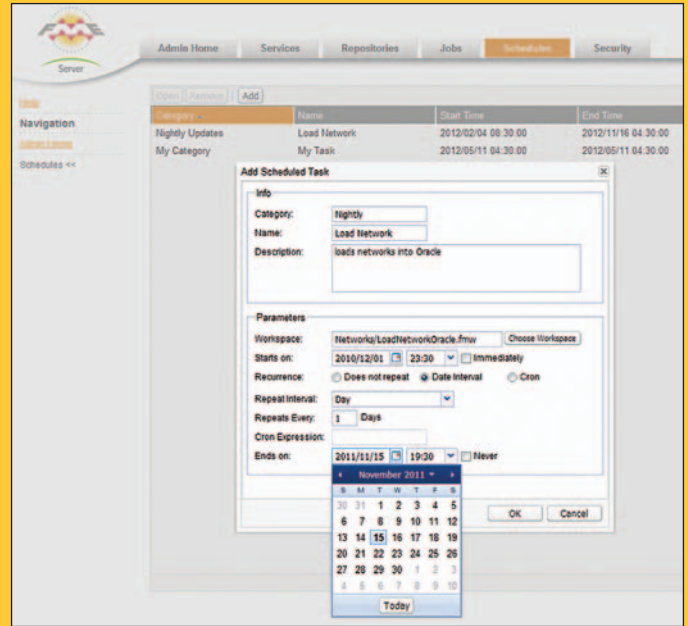 FME
Server
Admin Home Services Repositories Jobs Schedules Security
Help
Navigation
Admin Home
Schedules <<
Open Remove Add
Category Name Start Time End Time
Nightly Updates Load Network 2012/02/04 08:30:00 2012/11/16 04:30:00
My Category My Task 2012/05/11 04:30:00 2012/05/11 04:30:00
Add Scheduled Task
Info
Category: Nightly
Name: Load Network
Description: loads networks into Oracle
Parameters
Workspace: Networks/LoadNetworkOracle.fmw Choose Workspace
Starts on: 2010/12/01 23:30 Immediately
Recurrence: Does not repeat Date Interval Cron
Repeat Interval: Day
Repeats Every: 1 Days
Cron Expression:
Ends on: 2011/11/15 19:30 Never
November 2011
S M T W T F S
30 31 1 2 3 4 5
6 7 8 9 10 11 12
13 14 15 16 17 18 19
20 21 22 23 24 25 26
27 28 29 30 1 2 3
4 5 6 7 8 9 10
Today
OK Cancel